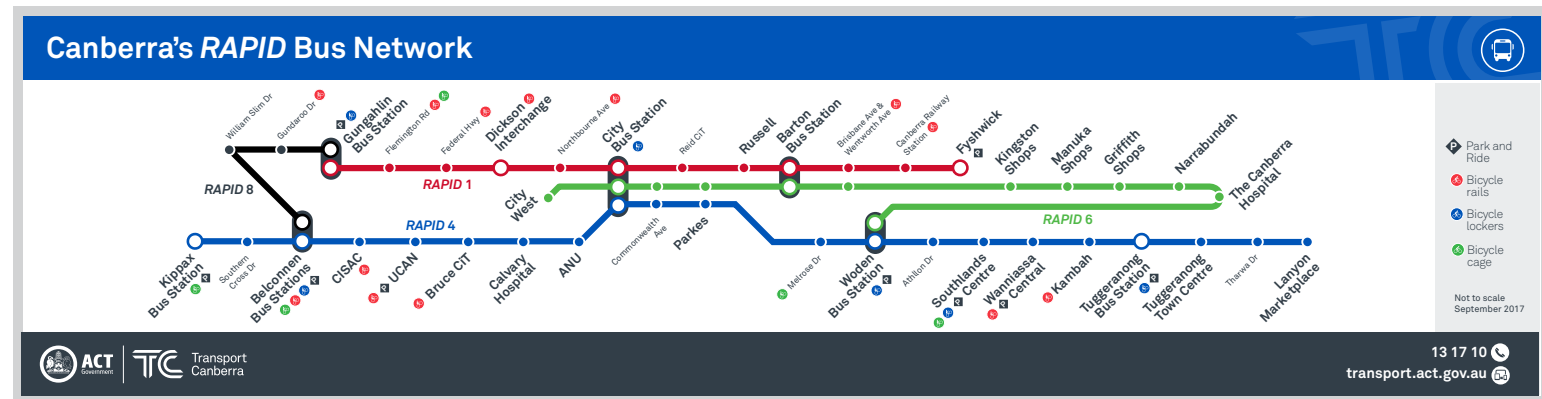 Canberra's RAPID Bus Network
William Slim Dr
Gundaroo Dr
Gungahlin
Bus Station
Flemington Rd
Federal Hwy
Dickson
Interchange
Northbourne Ave
City
Bus Station
Reid CIT
Russell
Barton
Bus Station
Brisbane Ave &
Wentworth Ave
Canberra Railway
Station
Fyshwick
Kingston
Shops
Manuka
Shops
Griffith
Shops
Narrabundah
The Canberra
Hospital
RAPID 8
RAPID 1
City
West
RAPID 4
RAPID 6
Kippax
Bus Station
Southern
Cross Dr
Belconnen
Bus Stations
CISAC
UCAN
Bruce CIT
Calvary
Hospital
ANU
Commonwealth
Ave
Parkes
Melrose Dr
Woden
Bus Station
Athllon Dr
Southlands
Centre
Wanniassa
Central
Kambah
Tuggeranong
Bus Station
Tuggeranong
Town Centre
Tharwa Dr
Lanyon
Marketplace
P
Park and
Ride
Bicycle
rails
Bicycle
lockers
Bicycle
cage
Not to scale
September 2017
ACT
Government
TC
Transport
Canberra
13 17 10
transport.act.gov.au